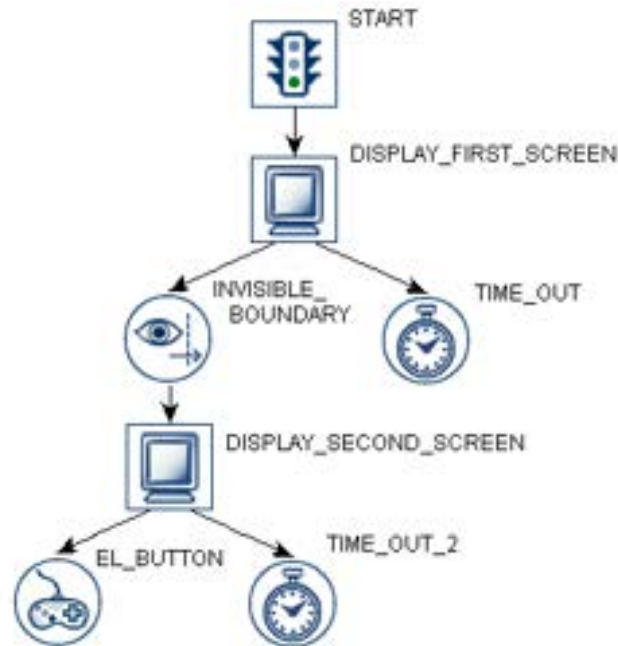 START
DISPLAY_FIRST_SCREEN
INVISIBLE_
BOUNDARY
TIME_OUT
DISPLAY_SECOND_SCREEN
EL_BUTTON
TIME_OUT_2